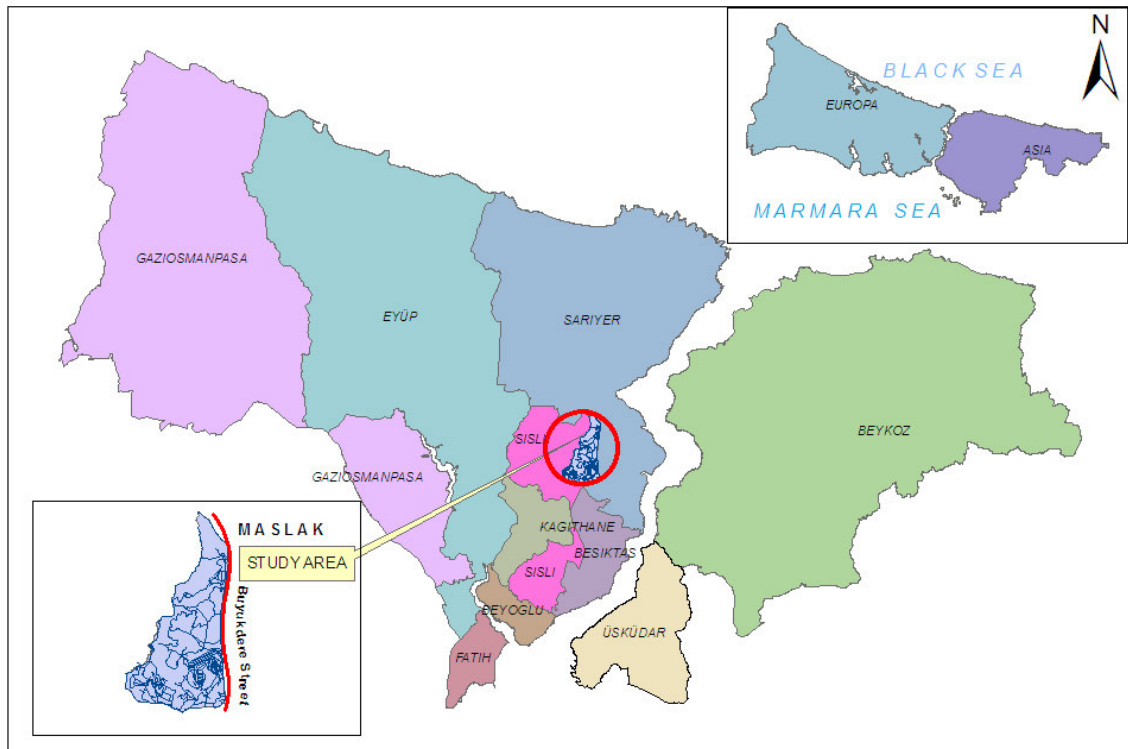 N
BLACK SEA
EUROPA
ASIA
MARMARA SEA
GAZIOSMANPASA
EYÜP
SARIYER
SISLI
BEYKOZ
GAZIOSMANPASA
KAGITHANE
BESIKTAS
SISLI
BEYOGLU
ÜSKÜDAR
FATIH
MASLAK
STUDY AREA
Büyükdere Street